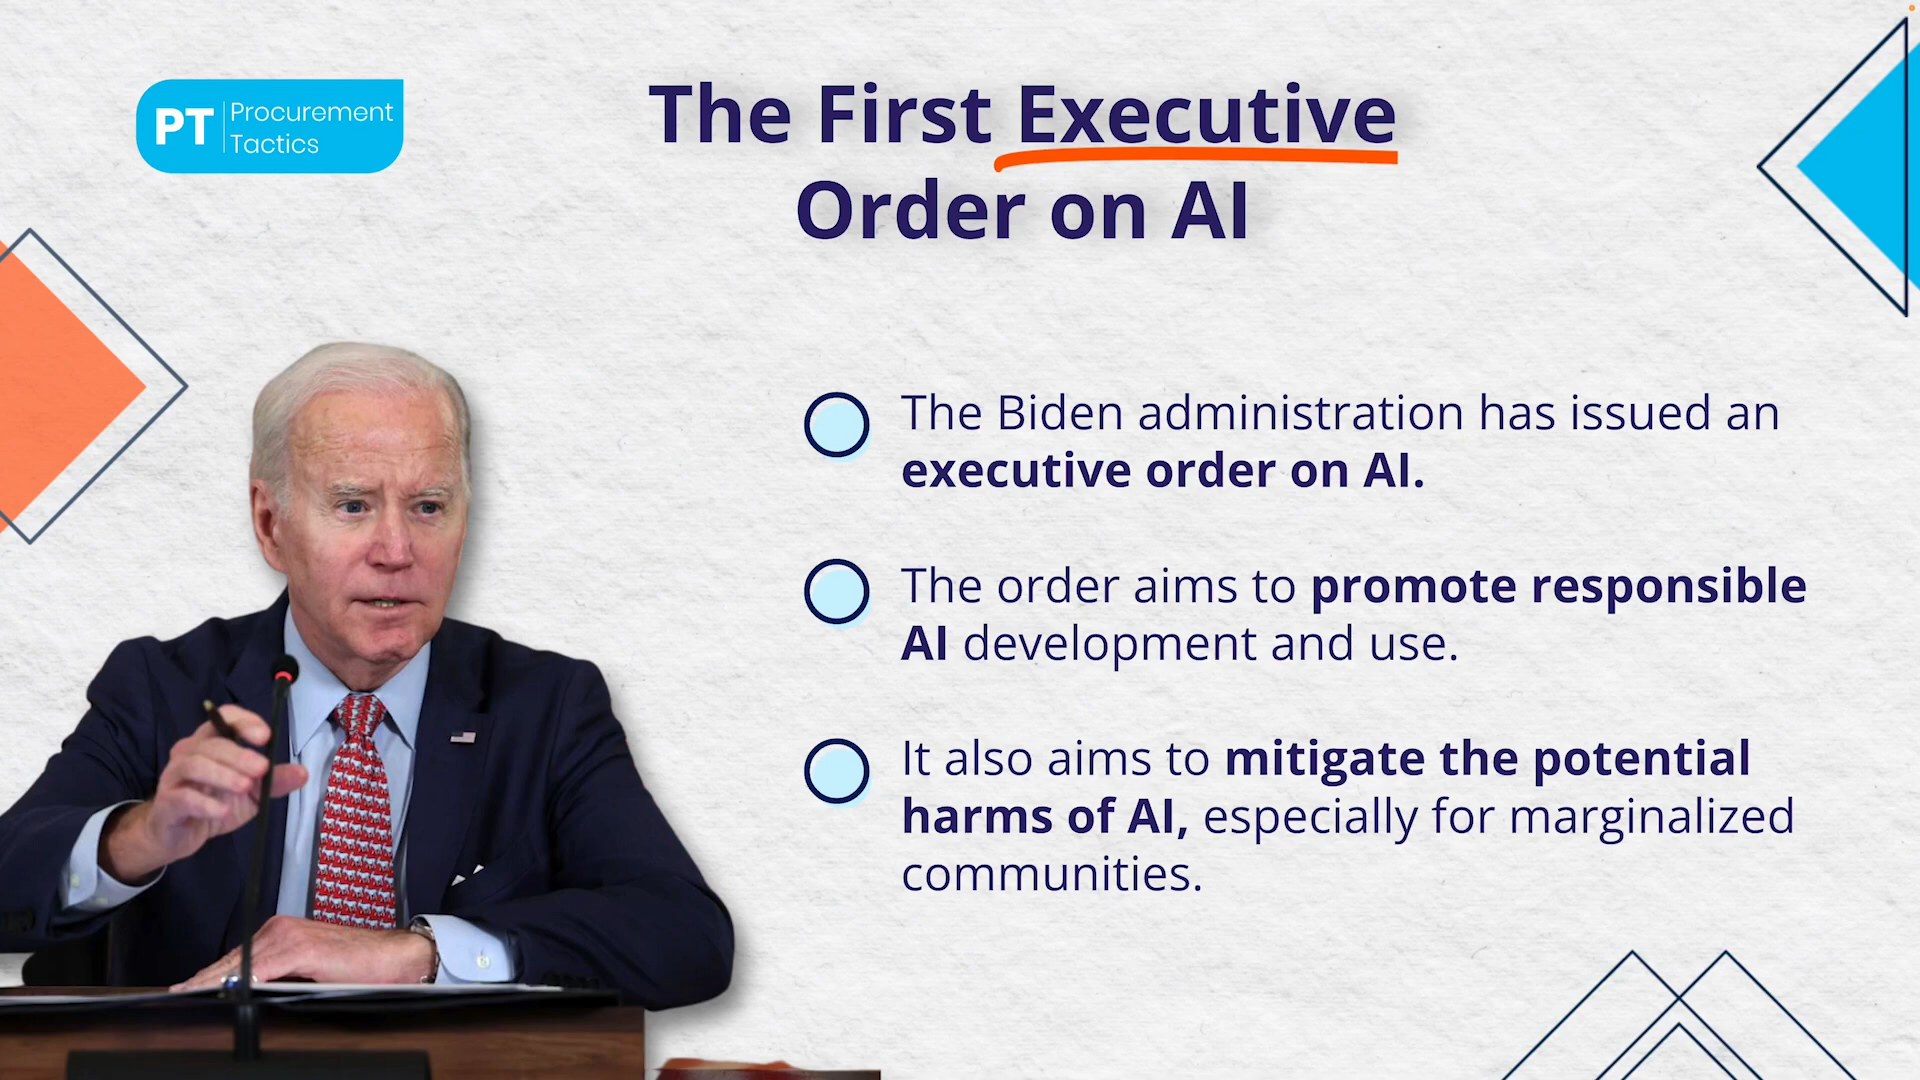 PT Procurement
Tactics
The First Executive
Order on AI
The Biden administration has issued an
executive order on AI.
The order aims to promote responsible
AI development and use.
It also aims to mitigate the potential
harms of AI, especially for marginalized
communities.